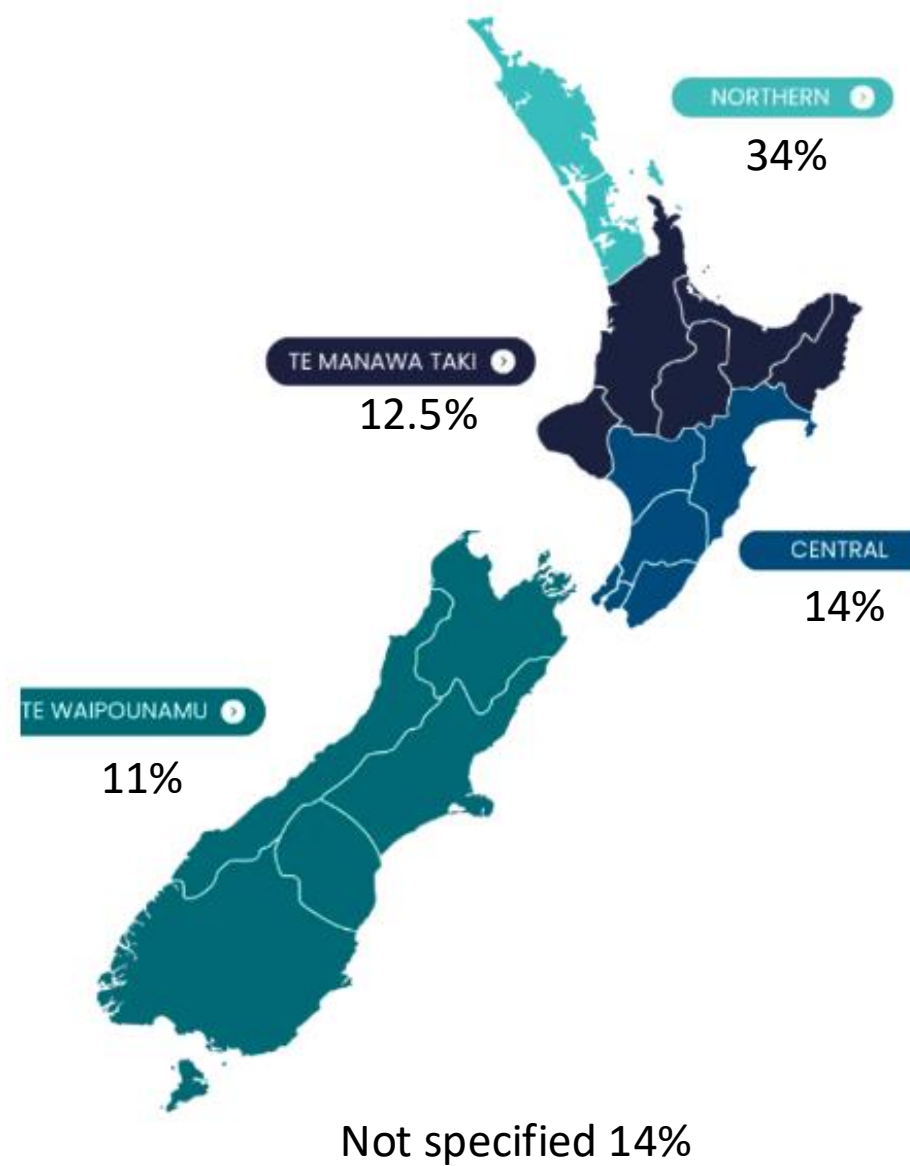 NORTHERN
34%
TE MANAWA TAKI
12.5%
CENTRAL
14%
TE WAIPOUNAMU
11%
Not specified 14%